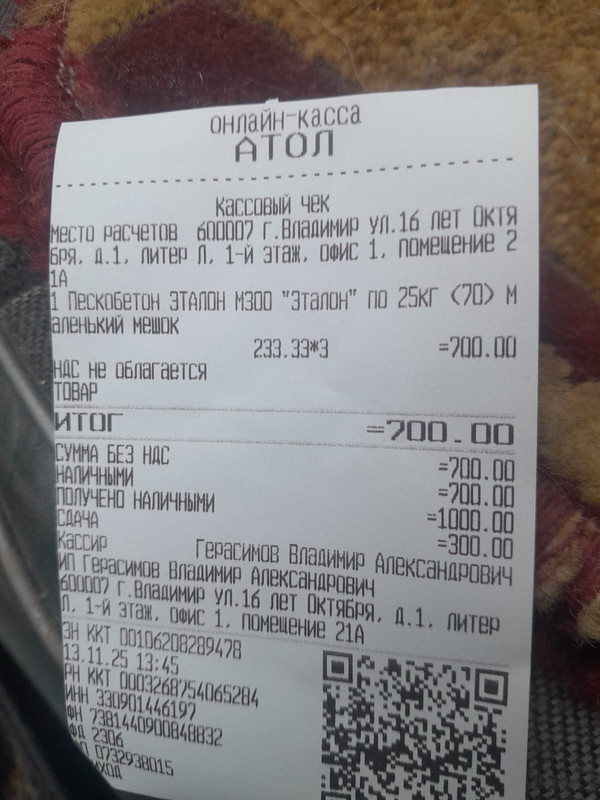 онлайн-касса
АТОЛ
Кассовый чек
Место расчетов 600007 г.Владимир ул.16 лет Октя
бря, д.1, литер Л, 1-й этаж, офис 1, помещение 2
1А
1 Пескобетон ЭТАЛОН М300 "Эталон" по 25кг (70) М
аленький мешок
233.33*3 =700.00
НДС не облагается
ТОВАР
ИТОГ =700.00
СУММА БЕЗ НДС =700.00
НАЛИЧНЫМИ =700.00
ПОЛУЧЕНО НАЛИЧНЫМИ =1000.00
СДАЧА =300.00
Кассир Герасимов Владимир Александрович
ИП Герасимов Владимир Александрович
600007 Г.Владимир ул.16 лет Октября, д.1, литер
Л, 1-й этаж, офис 1, помещение 21А
ЗН ККТ 00106208289478
13.11.25 13:45
РН ККТ 0003268754065284
ИНН 330901446197
ФН 7381440900848832
ФД 2306
0732938015